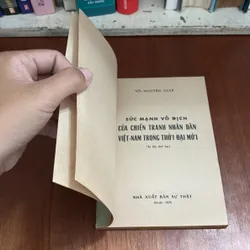 VÕ NGUYÊN GIÁP
SỨC MẠNH VÔ ĐỊCH
CỦA CHIẾN TRANH NHÂN DÂN
VIỆT-NAM TRONG THỜI ĐẠI MỚI
NHÀ XUẤT BẢN SỰ THẬT